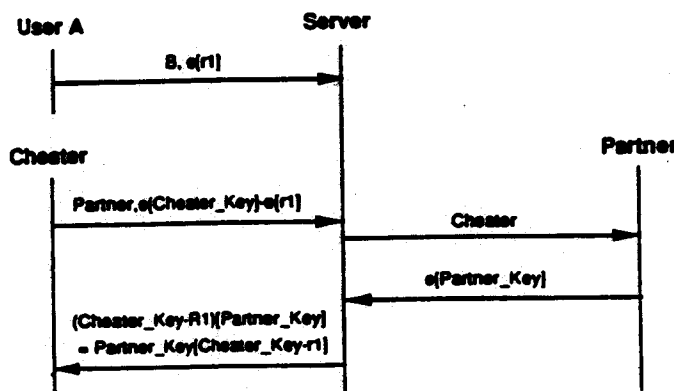 User A
Server
B, e[r1]
Cheater
Partner
Partner,e[Cheater_Key]-e[r1]
Cheater
e[Partner_Key]
(Cheater_Key-R1)[Partner_Key]
= Partner_Key[Cheater_Key-r1]